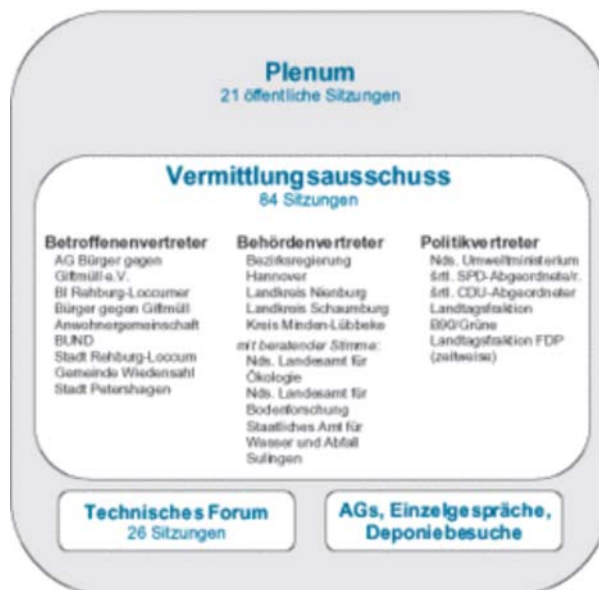 Plenum
21 öffentliche Sitzungen
Vermittlungsausschuss
84 Sitzungen
Betroffenenvertreter
AG Bürger gegen
Giftmüll e.V.
BI Rehburg-Loccumer
Bürger gegen Giftmüll
Anwohnergemeinschaft
BUND
Stadt Rehburg-Loccum
Gemeinde Wiedensahl
Stadt Petershagen
Behördenvertreter
Bezirksregierung
Hannover
Landkreis Nienburg
Landkreis Schaumburg
Kreis Minden-Lübbeke
mit beratender Stimme:
Nds. Landesamt für
Ökologie
Nds. Landesamt für
Bodenforschung
Staatliches Amt für
Wasser und Abfall
Sulingen
Politikvertreter
Nds. Umweltministerium
örtl. SPD-Abgeordnete/r.
örtl. CDU-Abgeordneter
Landtagsfraktion
B90/Grüne
Landtagsfraktion FDP
(zeitweise)
Technisches Forum
26 Sitzungen
AGs, Einzelgespräche,
Deponiebesuche